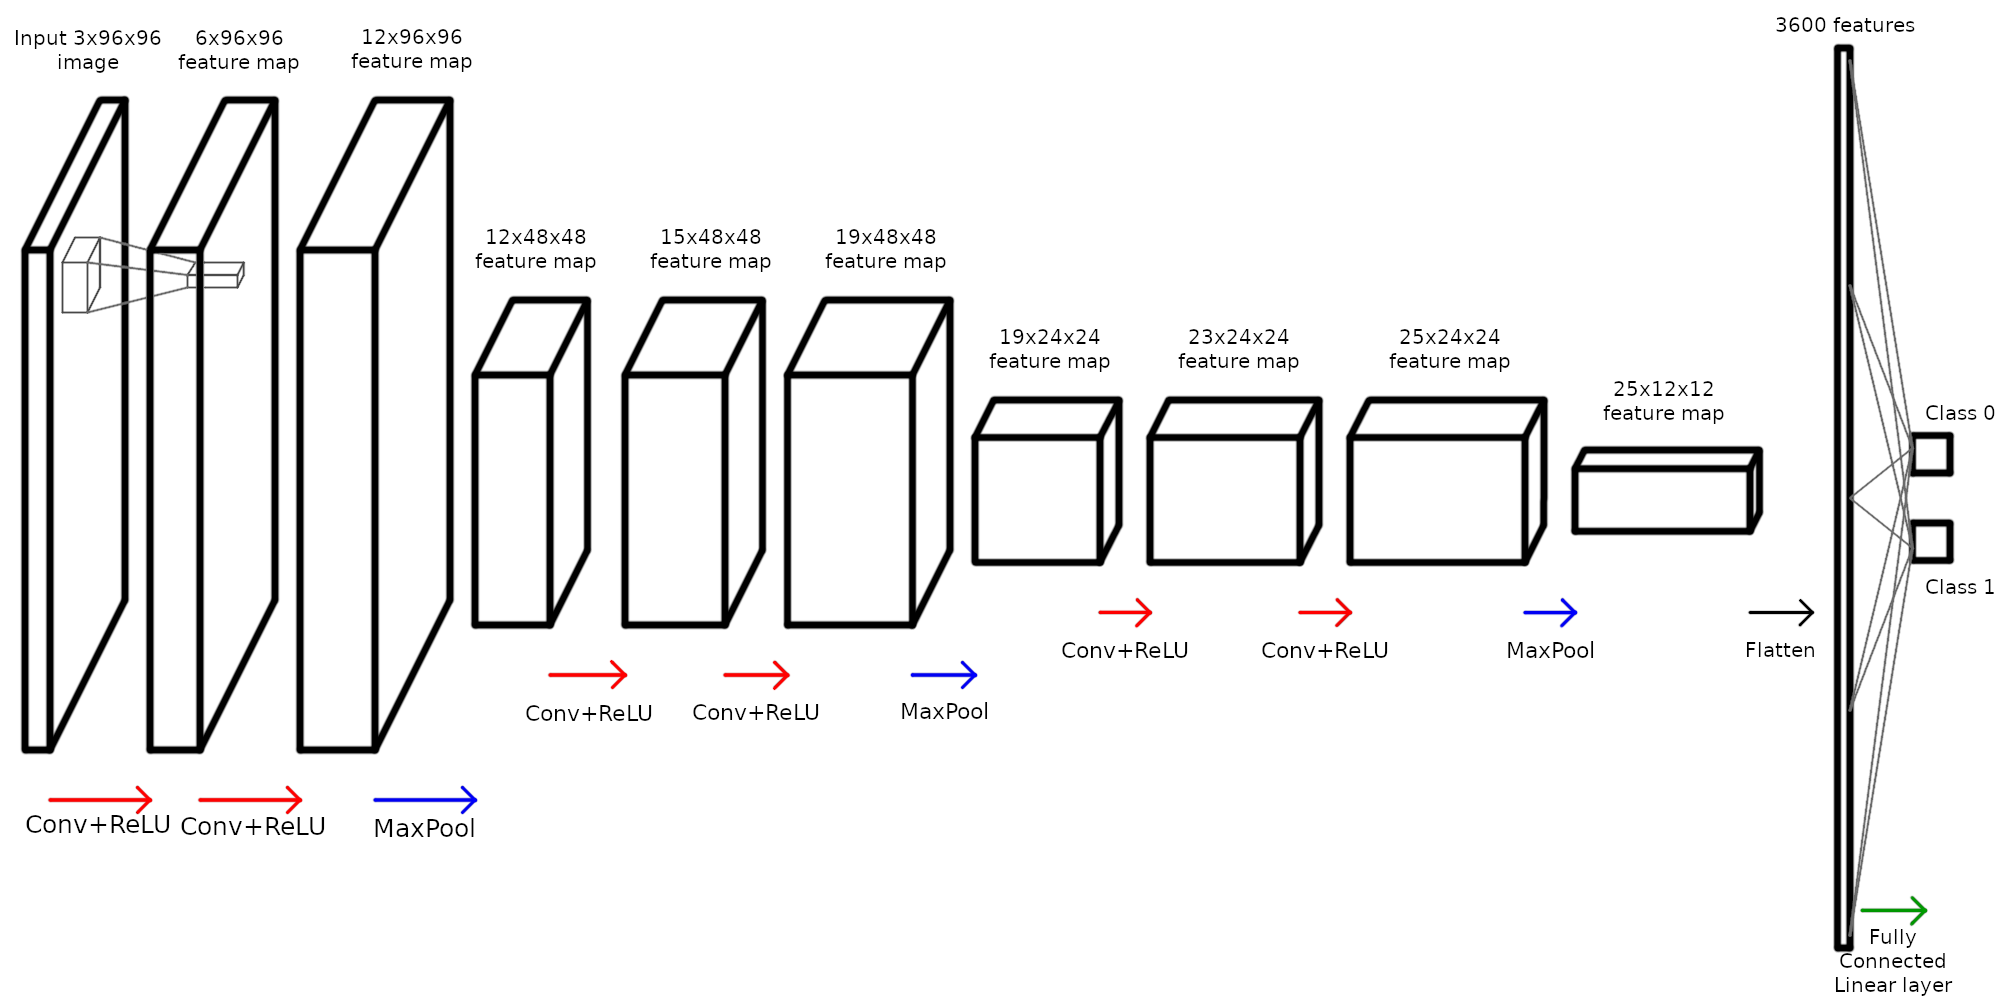 Input 3x96x96
image
6x96x96
feature map
12x96x96
feature map
12x48x48
feature map
15x48x48
feature map
19x48x48
feature map
19x24x24
feature map
23x24x24
feature map
25x24x24
feature map
25x12x12
feature map
3600 features
Class 0
Class 1
Conv+ReLU
Conv+ReLU
MaxPool
Conv+ReLU
Conv+ReLU
MaxPool
Conv+ReLU
Conv+ReLU
MaxPool
Flatten
Fully
Connected
Linear layer